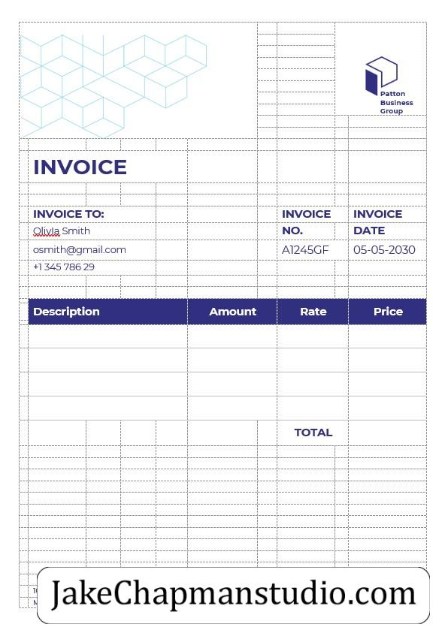 Patton
Business
Group
INVOICE
INVOICE TO:
Olivia Smith
osmith@gmail.com
+1 345 786 29
INVOICE NO.
A1245GF
INVOICE DATE
05-05-2030
Description Amount Rate Price
TOTAL
JakeChapmanstudio.com